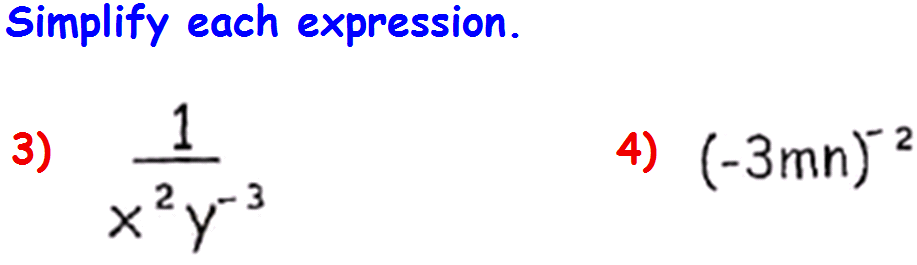 Simplify each expression.
3) 1 / x²y⁻³
4) (-3mn)⁻²